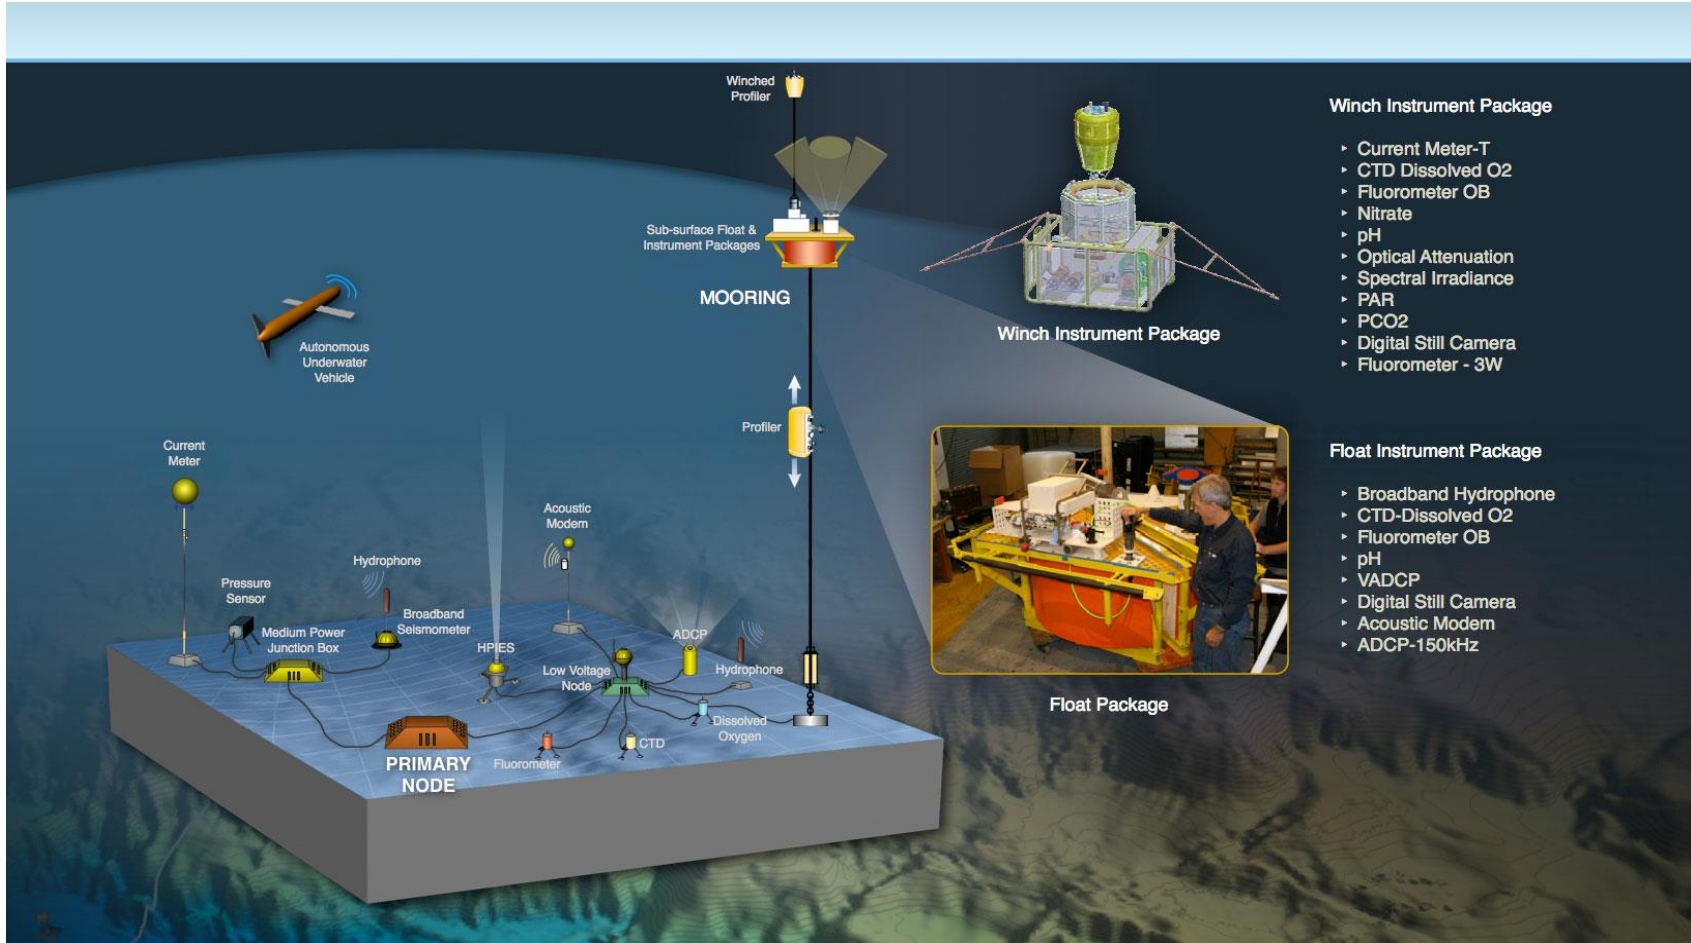 Winched
Profiler
Sub-surface Float &
Instrument Packages
MOORING
Autonomous
Underwater
Vehicle
Profiler
Current
Meter
Acoustic
Modem
Hydrophone
Pressure
Sensor
Broadband
Seismometer
Medium Power
Junction Box
HPIES
ADCP
Low Voltage
Node
Hydrophone
Dissolved
Oxygen
CTD
Fluorometer
PRIMARY
NODE
Winch Instrument Package
Float Package
Winch Instrument Package
‣ Current Meter-T
‣ CTD Dissolved O2
‣ Fluorometer OB
‣ Nitrate
‣ pH
‣ Optical Attenuation
‣ Spectral Irradiance
‣ PAR
‣ PCO2
‣ Digital Still Camera
‣ Fluorometer - 3W
Float Instrument Package
‣ Broadband Hydrophone
‣ CTD-Dissolved O2
‣ Fluorometer OB
‣ pH
‣ VADCP
‣ Digital Still Camera
‣ Acoustic Modem
‣ ADCP-150kHz